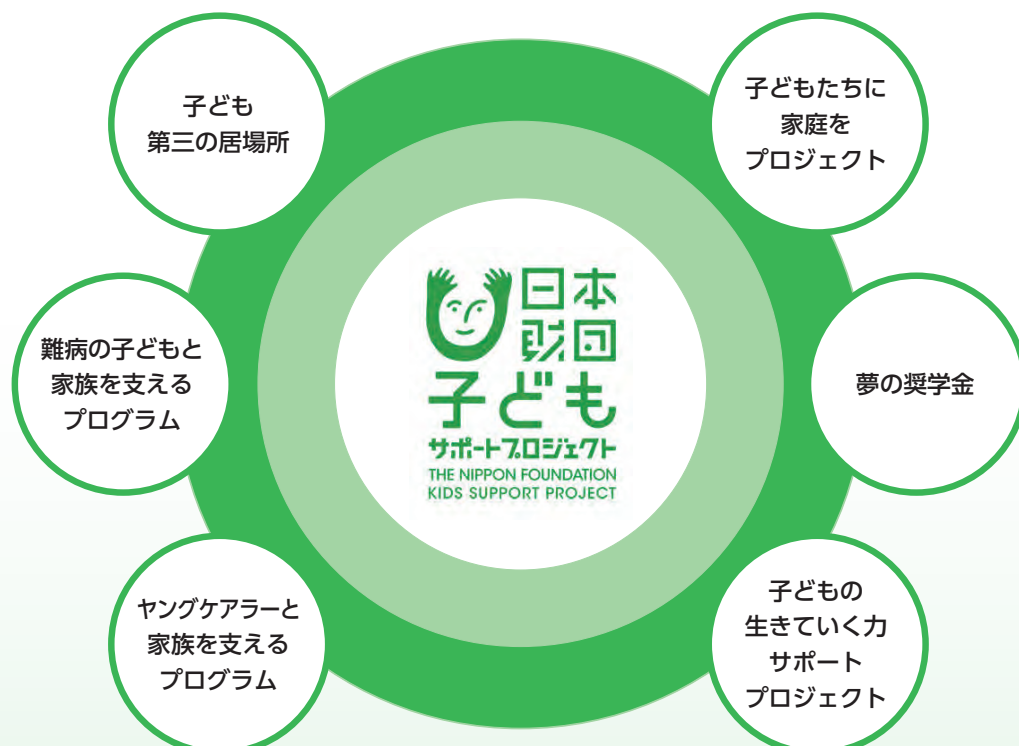 子ども
第三の居場所
子どもたちに
家庭を
プロジェクト
難病の子どもと
家族を支える
プログラム
日本
財団
子ども
サポートプロジェクト
THE NIPPON FOUNDATION
KIDS SUPPORT PROJECT
夢の奨学金
ヤングケアラーと
家族を支える
プログラム
子どもの
生きていく力
サポート
プロジェクト